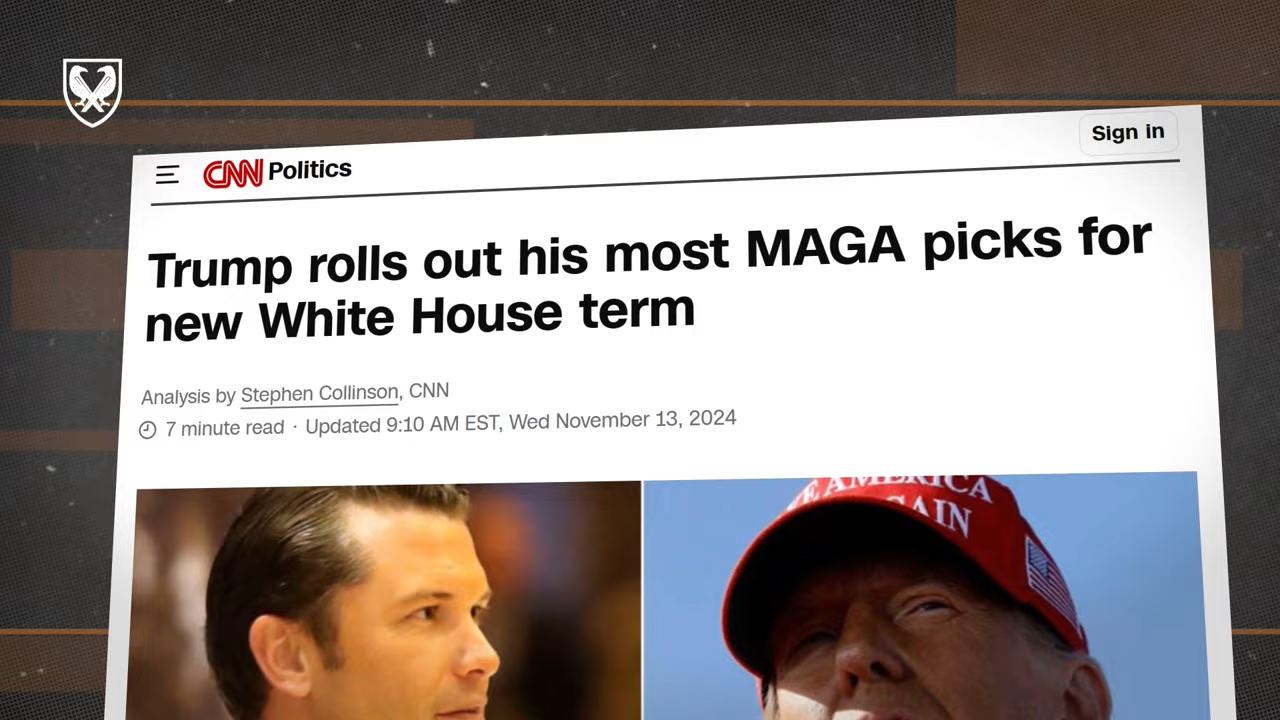 CNN Politics
Sign in
Trump rolls out his most MAGA picks for
new White House term
Analysis by Stephen Collinson, CNN
7 minute read · Updated 9:10 AM EST, Wed November 13, 2024
AMERICA